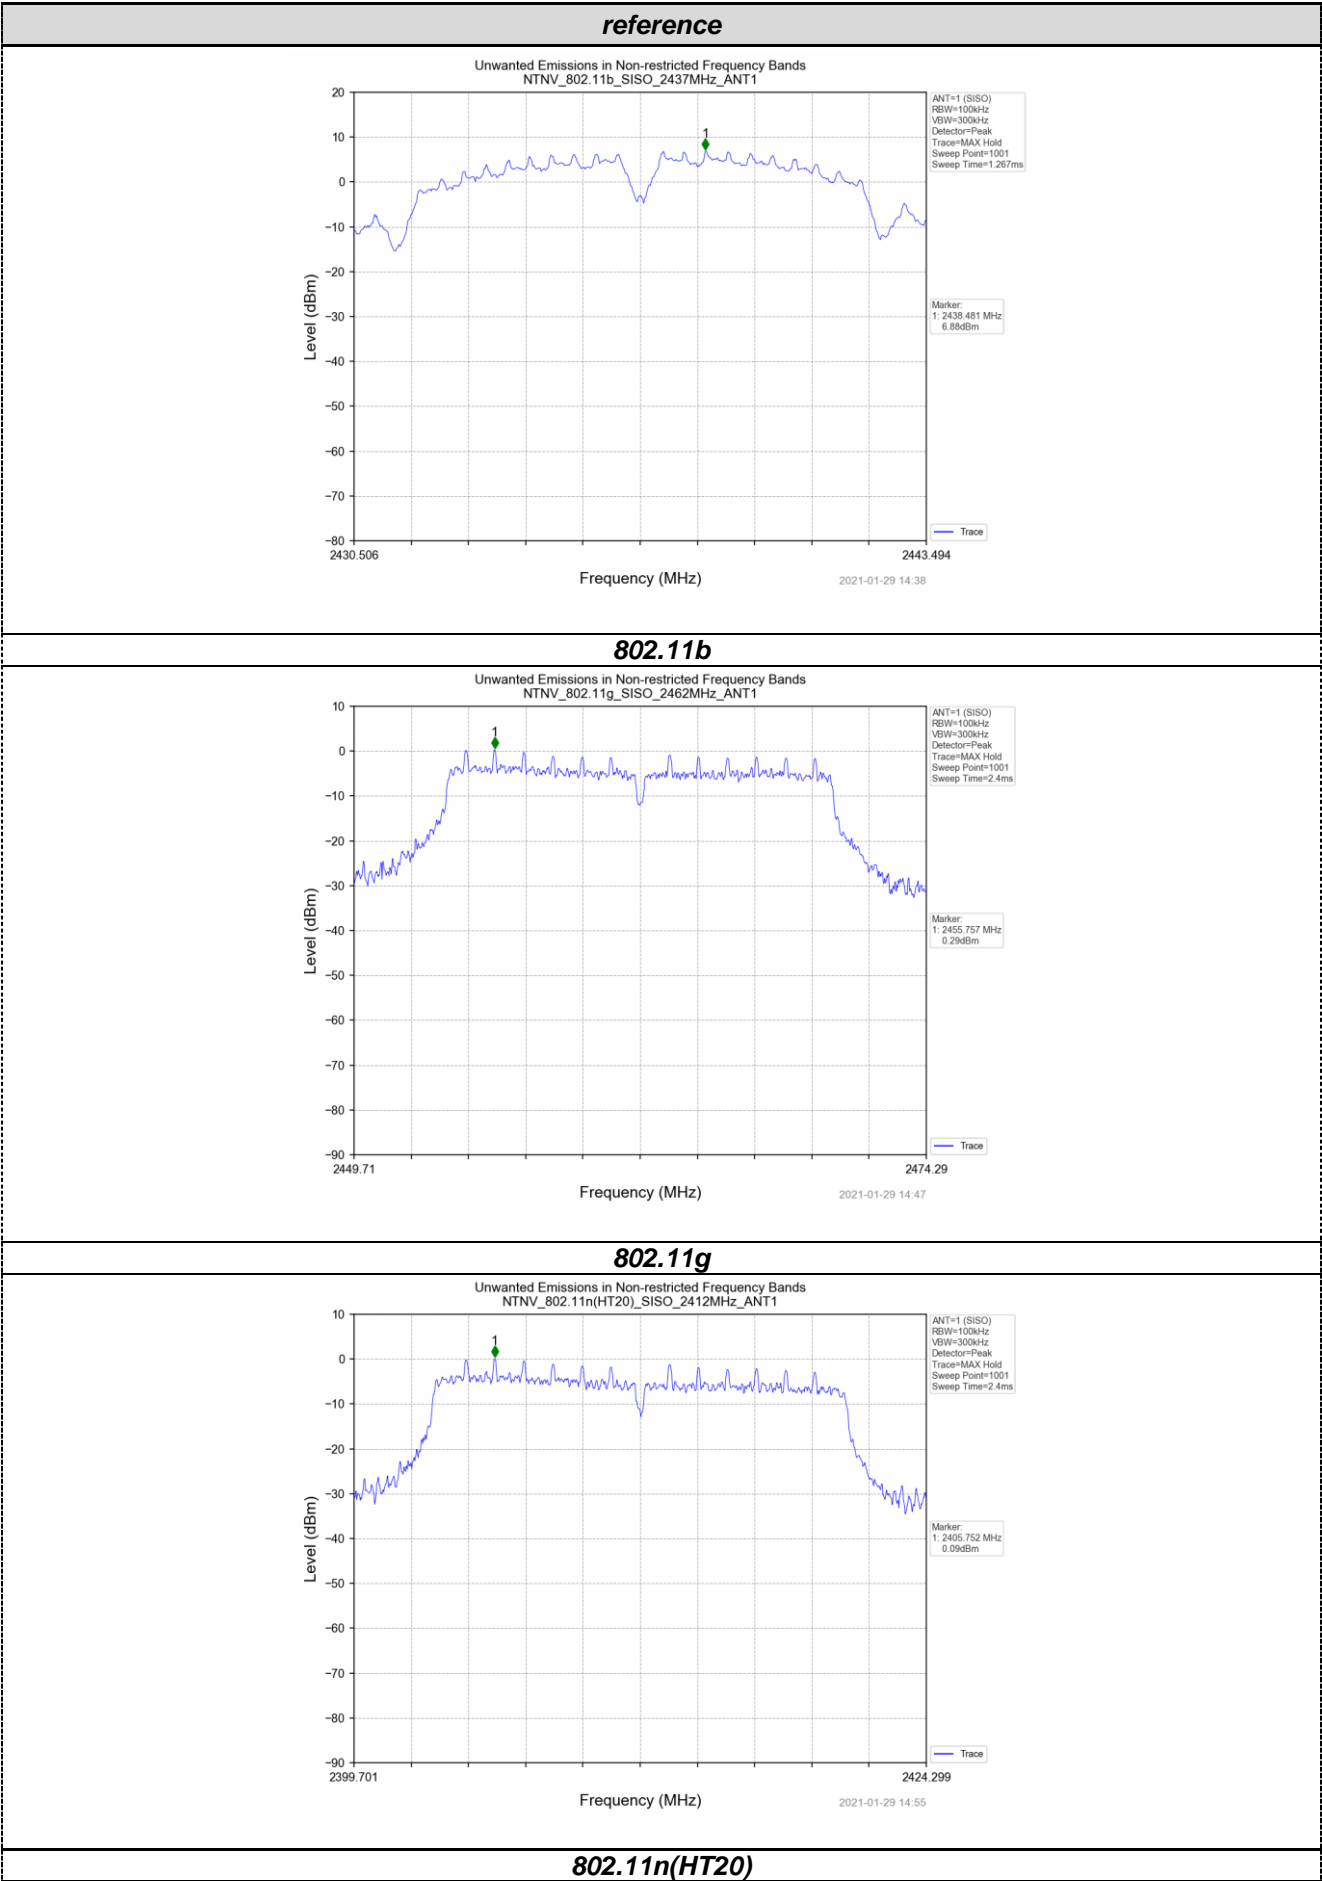 reference
Unwanted Emissions in Non-restricted Frequency Bands
NTNV_802.11b_SISO_2437MHz_ANT1
20
10
0
−10
−20
−30
−40
−50
−60
−70
−80
Level (dBm)
1
ANT=1 (SISO)
RBW=100kHz
VBW=300kHz
Detector=Peak
Trace=MAX Hold
Sweep Point=1001
Sweep Time=1.267ms
Marker:
1: 2438.481 MHz
6.88dBm
Trace
2430.506
2443.494
Frequency (MHz)
2021-01-29 14:38
802.11b
Unwanted Emissions in Non-restricted Frequency Bands
NTNV_802.11g_SISO_2462MHz_ANT1
10
0
−10
−20
−30
−40
−50
−60
−70
−80
−90
Level (dBm)
1
ANT=1 (SISO)
RBW=100kHz
VBW=300kHz
Detector=Peak
Trace=MAX Hold
Sweep Point=1001
Sweep Time=2.4ms
Marker:
1: 2455.757 MHz
0.29dBm
Trace
2449.71
2474.29
Frequency (MHz)
2021-01-29 14:47
802.11g
Unwanted Emissions in Non-restricted Frequency Bands
NTNV_802.11n(HT20)_SISO_2412MHz_ANT1
10
0
−10
−20
−30
−40
−50
−60
−70
−80
−90
Level (dBm)
1
ANT=1 (SISO)
RBW=100kHz
VBW=300kHz
Detector=Peak
Trace=MAX Hold
Sweep Point=1001
Sweep Time=2.4ms
Marker:
1: 2405.752 MHz
0.09dBm
Trace
2399.701
2424.299
Frequency (MHz)
2021-01-29 14:55
802.11n(HT20)